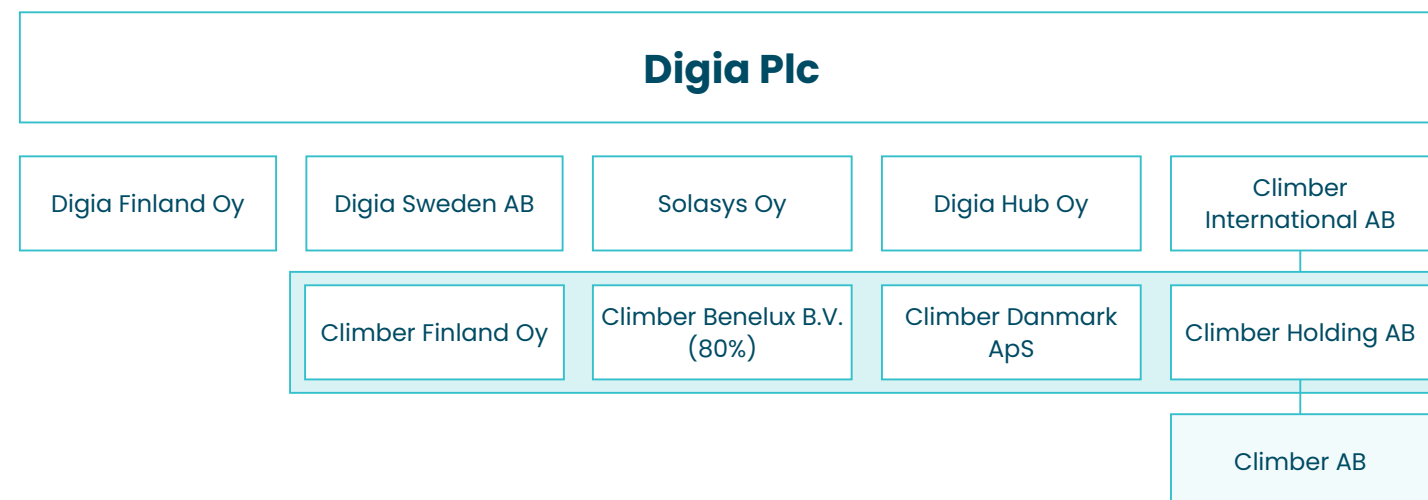 Digia Plc
Digia Finland Oy
Digia Sweden AB
Solasys Oy
Digia Hub Oy
Climber
International AB
Climber Finland Oy
Climber Benelux B.V.
(80%)
Climber Danmark
ApS
Climber Holding AB
Climber AB